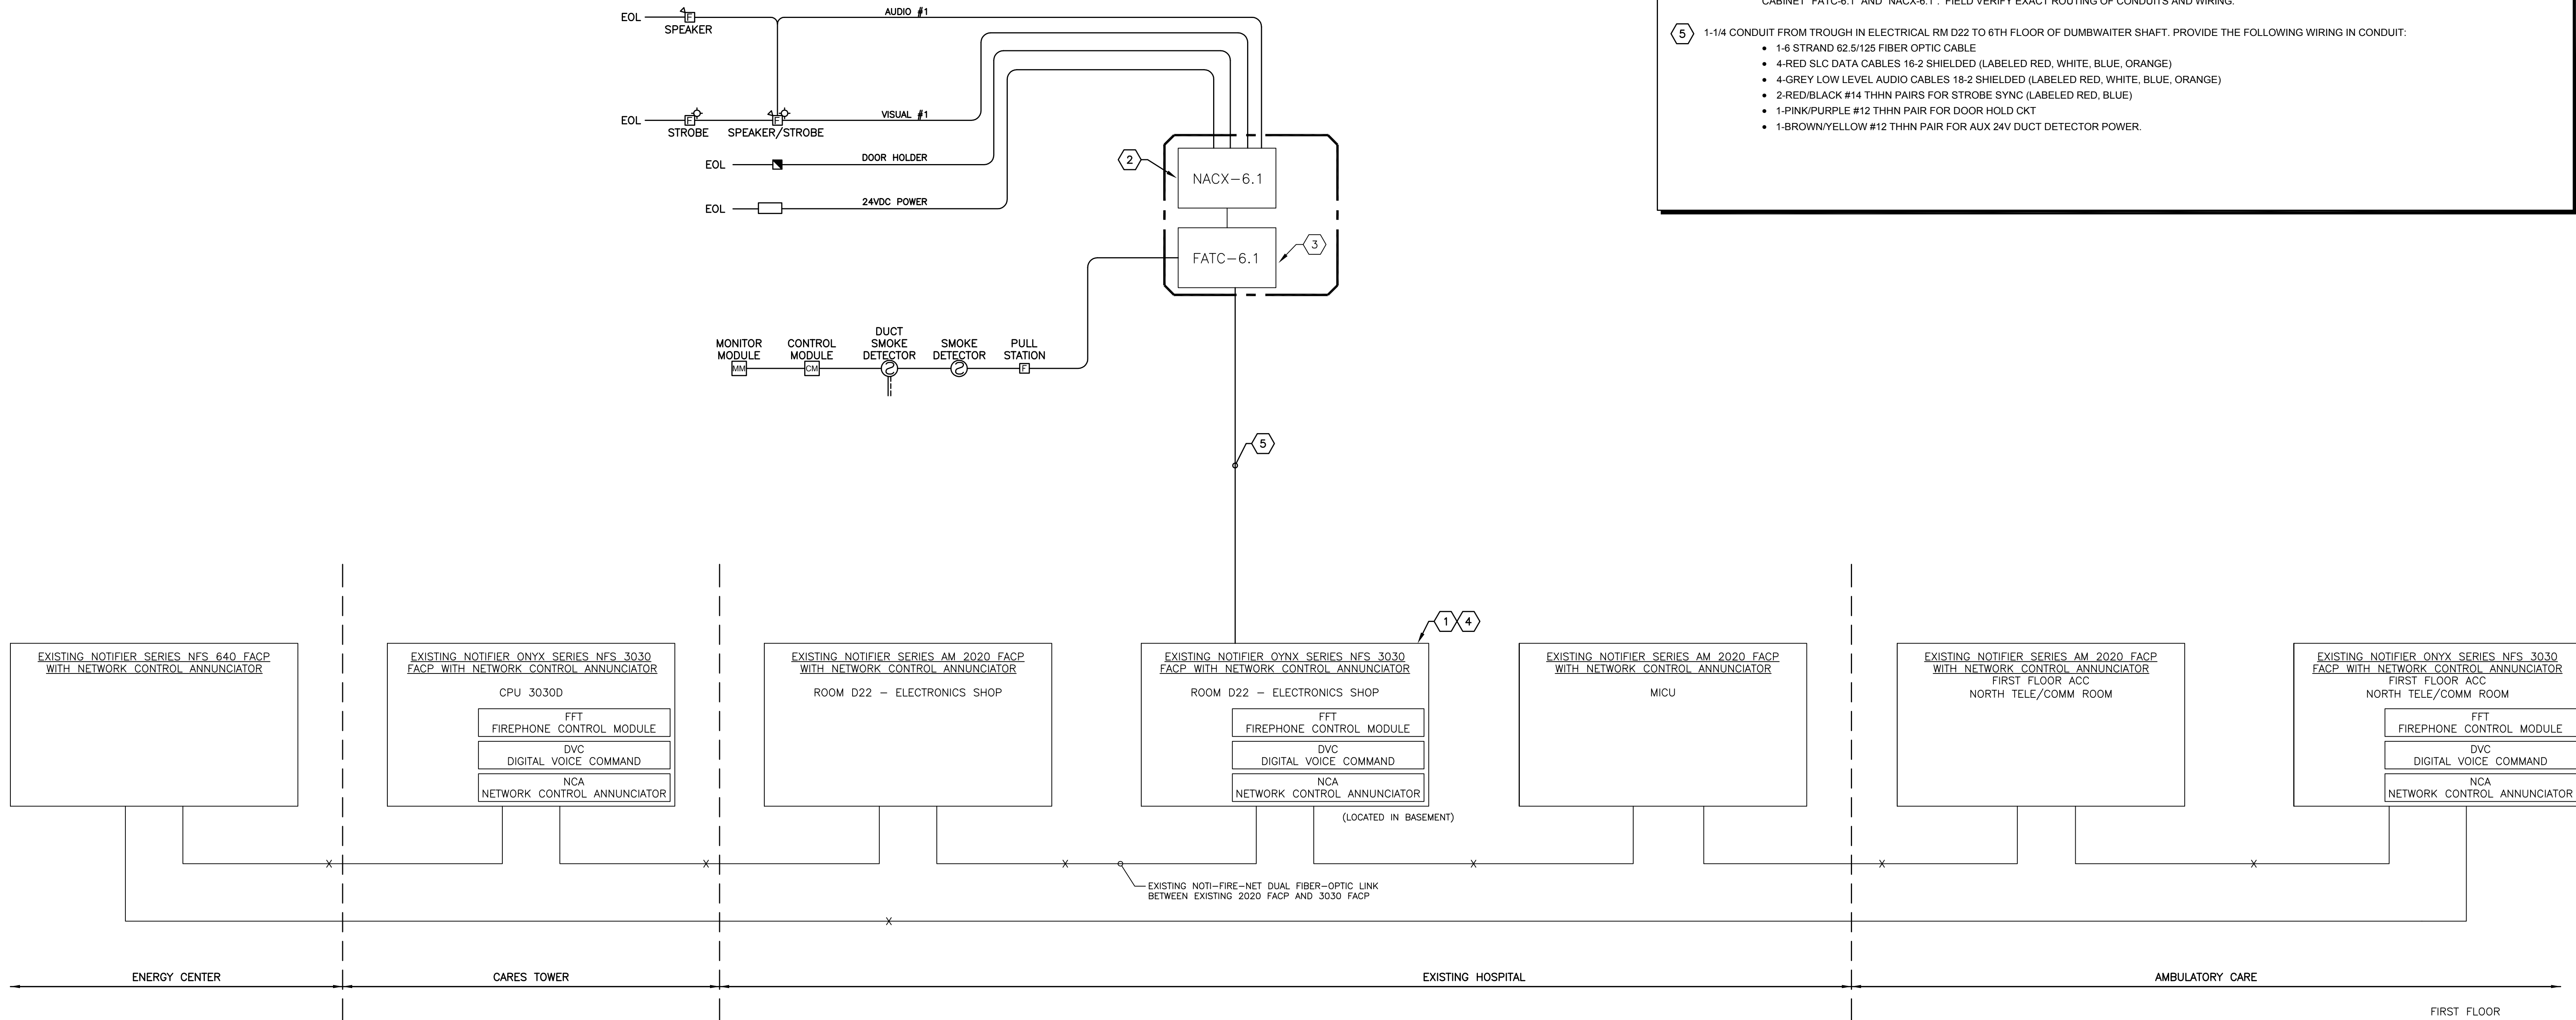 CABINET "FATC-6.1" AND "NACX-6.1". FIELD VERIFY EXACT ROUTING OF CONDUITS AND WIRING.
5 1-1/4 CONDUIT FROM TROUGH IN ELECTRICAL RM D22 TO 6TH FLOOR OF DUMBWAITER SHAFT. PROVIDE THE FOLLOWING WIRING IN CONDUIT:
• 1-6 STRAND 62.5/125 FIBER OPTIC CABLE
• 4-RED SLC DATA CABLES 16-2 SHIELDED (LABELED RED, WHITE, BLUE, ORANGE)
• 4-GREY LOW LEVEL AUDIO CABLES 18-2 SHIELDED (LABELED RED, WHITE, BLUE, ORANGE)
• 2-RED/BLACK #14 THHN PAIRS FOR STROBE SYNC (LABELED RED, BLUE)
• 1-PINK/PURPLE #12 THHN PAIR FOR DOOR HOLD CKT
• 1-BROWN/YELLOW #12 THHN PAIR FOR AUX 24V DUCT DETECTOR POWER.
EOL
F
SPEAKER
AUDIO #1
EOL
F
STROBE
F
SPEAKER/STROBE
VISUAL #1
EOL
DOOR HOLDER
EOL
24VDC POWER
2
NACX-6.1
FATC-6.1
3
MONITOR
MODULE
MM
CONTROL
MODULE
CM
DUCT
SMOKE
DETECTOR
SMOKE
DETECTOR
PULL
STATION
F
5
1
4
EXISTING NOTIFIER SERIES NFS 640 FACP
WITH NETWORK CONTROL ANNUNCIATOR
EXISTING NOTIFIER ONYX SERIES NFS 3030
FACP WITH NETWORK CONTROL ANNUNCIATOR
CPU 3030D
FFT
FIREPHONE CONTROL MODULE
DVC
DIGITAL VOICE COMMAND
NCA
NETWORK CONTROL ANNUNCIATOR
EXISTING NOTIFIER SERIES AM 2020 FACP
WITH NETWORK CONTROL ANNUNCIATOR
ROOM D22 - ELECTRONICS SHOP
EXISTING NOTIFIER OYNX SERIES NFS 3030
FACP WITH NETWORK CONTROL ANNUNCIATOR
ROOM D22 - ELECTRONICS SHOP
FFT
FIREPHONE CONTROL MODULE
DVC
DIGITAL VOICE COMMAND
NCA
NETWORK CONTROL ANNUNCIATOR
(LOCATED IN BASEMENT)
EXISTING NOTIFIER SERIES AM 2020 FACP
WITH NETWORK CONTROL ANNUNCIATOR
MICU
EXISTING NOTIFIER SERIES AM 2020 FACP
WITH NETWORK CONTROL ANNUNCIATOR
FIRST FLOOR ACC
NORTH TELE/COMM ROOM
EXISTING NOTIFIER ONYX SERIES NFS 3030
FACP WITH NETWORK CONTROL ANNUNCIATOR
FIRST FLOOR ACC
NORTH TELE/COMM ROOM
FFT
FIREPHONE CONTROL MODULE
DVC
DIGITAL VOICE COMMAND
NCA
NETWORK CONTROL ANNUNCIATOR
X
X
X
X
X
X
EXISTING NOTI-FIRE-NET DUAL FIBER-OPTIC LINK
BETWEEN EXISTING 2020 FACP AND 3030 FACP
X
ENERGY CENTER
CARES TOWER
EXISTING HOSPITAL
AMBULATORY CARE
FIRST FLOOR